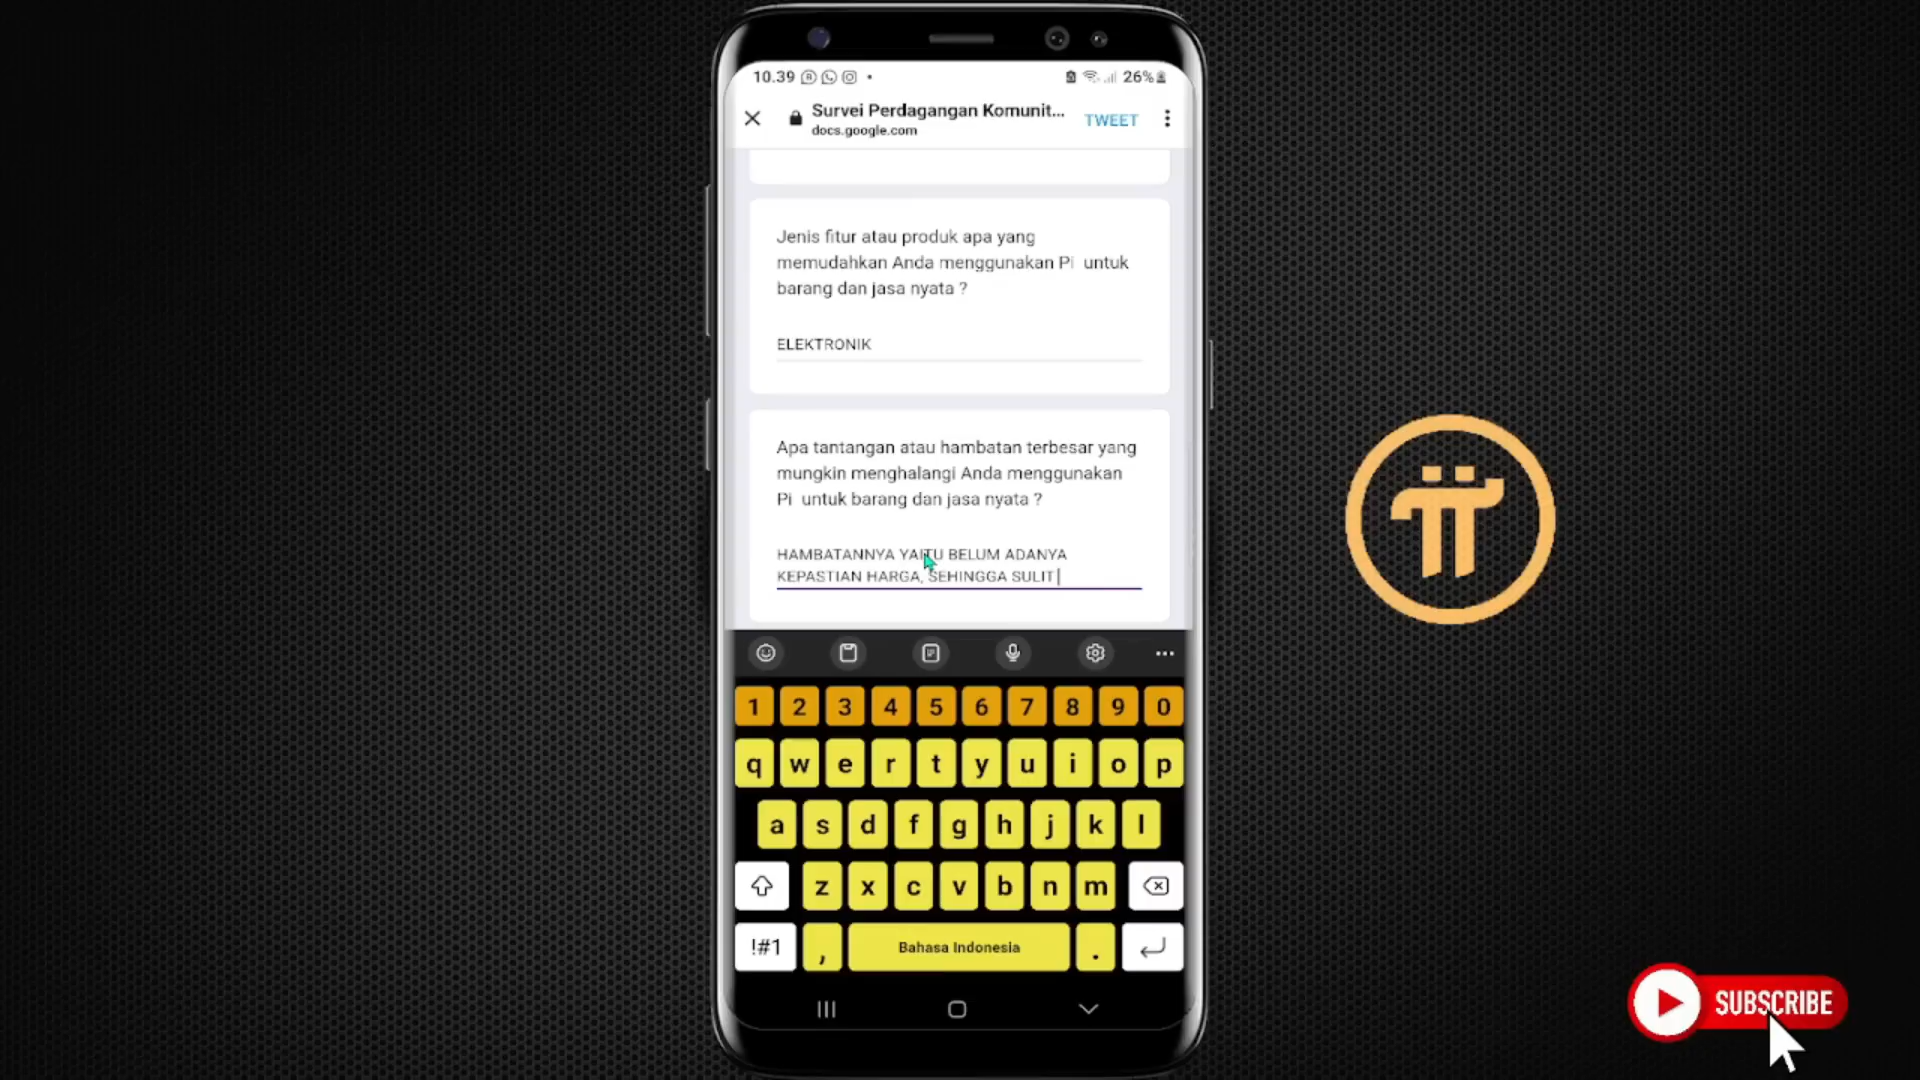 10.39
26%
Survei Perdagangan Komunit...
docs.google.com
TWEET
Jenis fitur atau produk apa yang
memudahkan Anda menggunakan Pi untuk
barang dan jasa nyata ?
ELEKTRONIK
Apa tantangan atau hambatan terbesar yang
mungkin menghalangi Anda menggunakan
Pi untuk barang dan jasa nyata ?
HAMBATANNYA YAITU BELUM ADANYA
KEPASTIAN HARGA, SEHINGGA SULIT
1 2 3 4 5 6 7 8 9 0
q w e r t y u i o p
a s d f g h j k l
z x c v b n m
!#1 , Bahasa Indonesia .
SUBSCRIBE